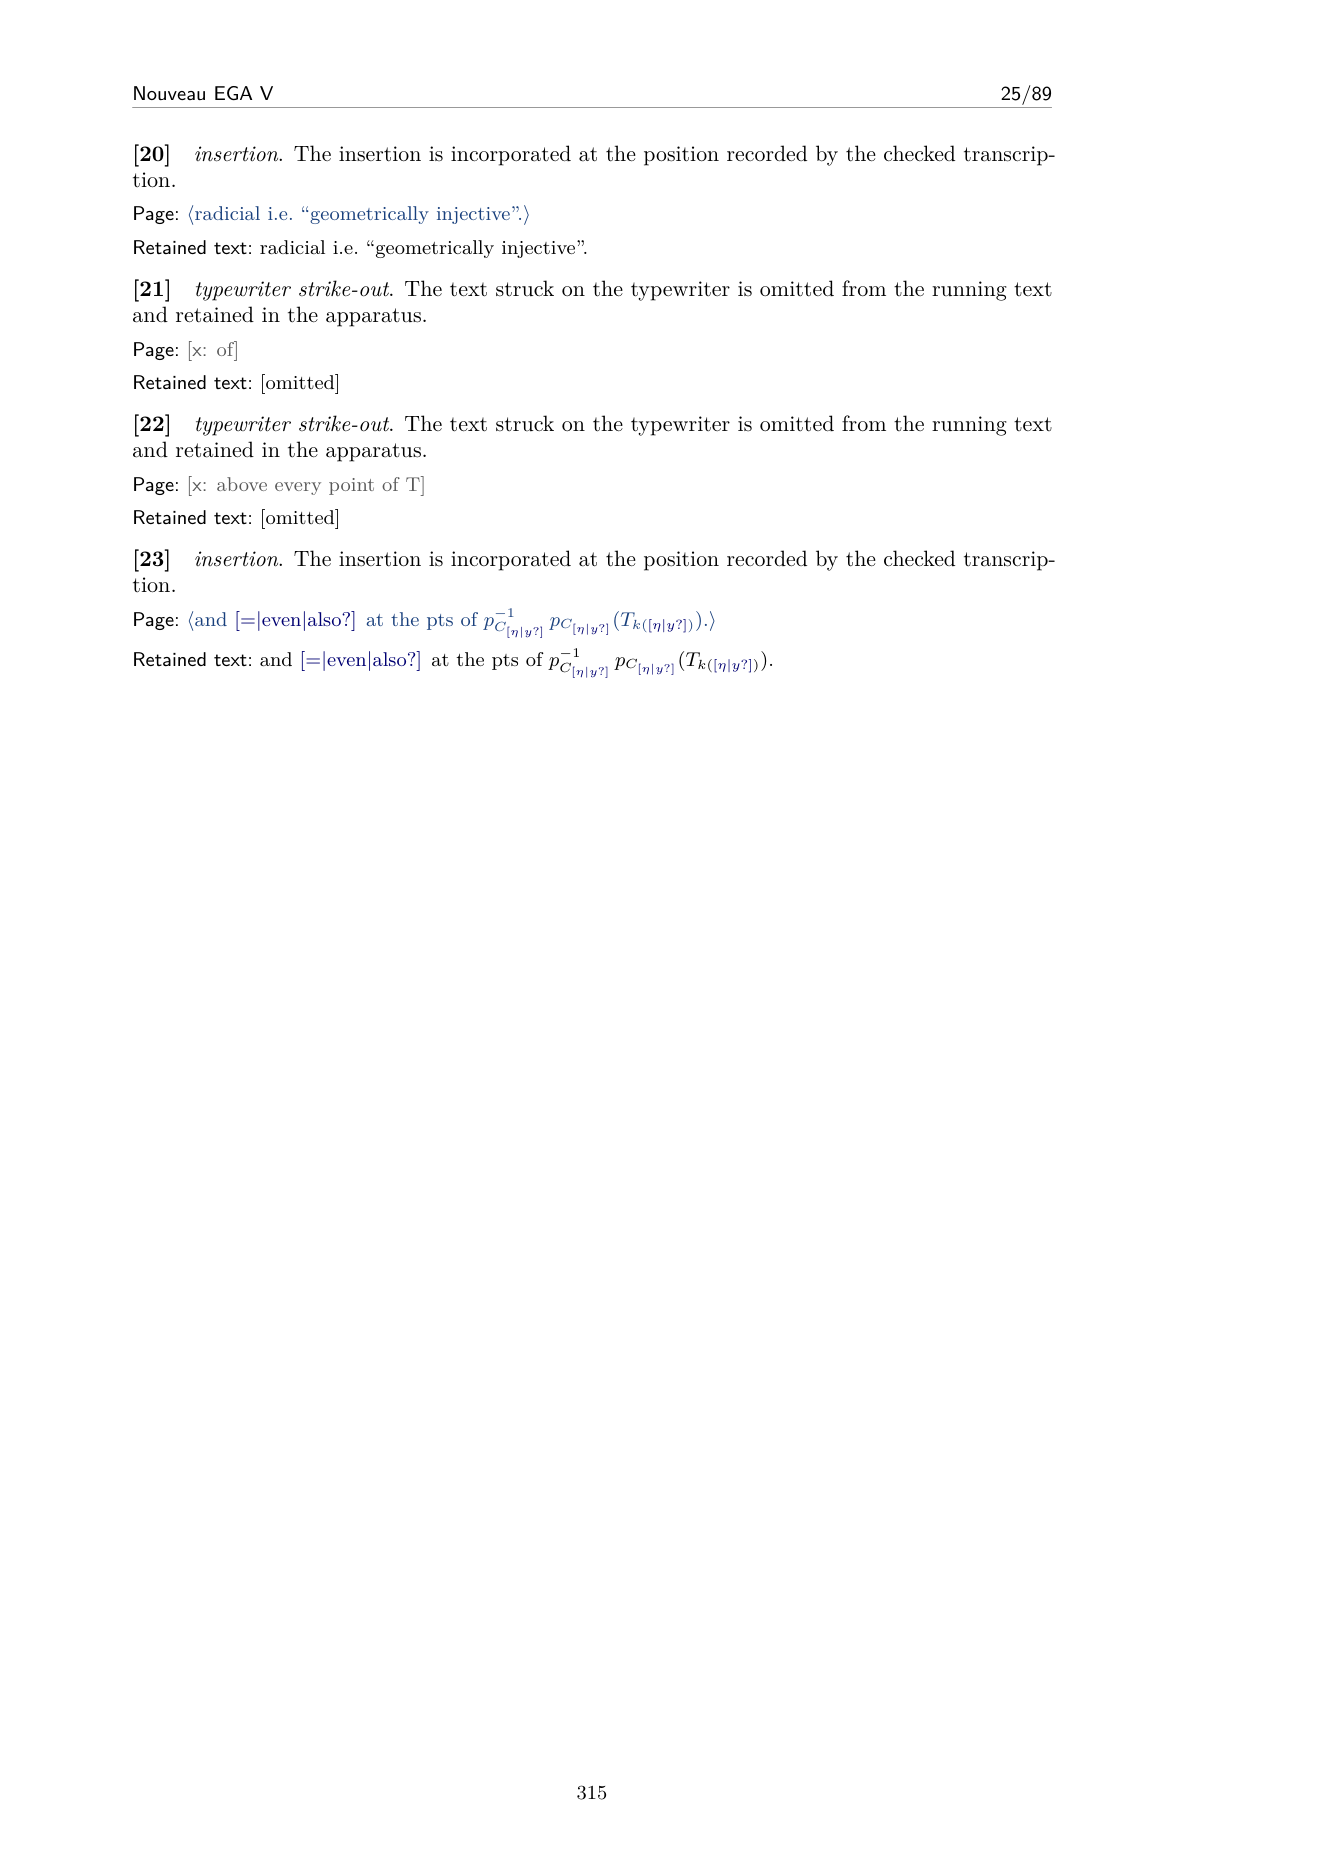 Nouveau EGA V 25/89
[20] insertion. The insertion is incorporated at the position recorded by the checked transcrip-
tion.
Page: ⟨radicial i.e. “geometrically injective”.⟩
Retained text: radicial i.e. “geometrically injective”.
[21] typewriter strike-out. The text struck on the typewriter is omitted from the running text
and retained in the apparatus.
Page: [x: of]
Retained text: [omitted]
[22] typewriter strike-out. The text struck on the typewriter is omitted from the running text
and retained in the apparatus.
Page: [x: above every point of T]
Retained text: [omitted]
[23] insertion. The insertion is incorporated at the position recorded by the checked transcrip-
tion.
Page: ⟨and [=|even|also?] at the pts of $p^{-1}_{C_{[\eta|y?]}} p_{C_{[\eta|y?]}}(T_{k([\eta|y?])})$.⟩
Retained text: and [=|even|also?] at the pts of $p^{-1}_{C_{[\eta|y?]}} p_{C_{[\eta|y?]}}(T_{k([\eta|y?])})$.
315